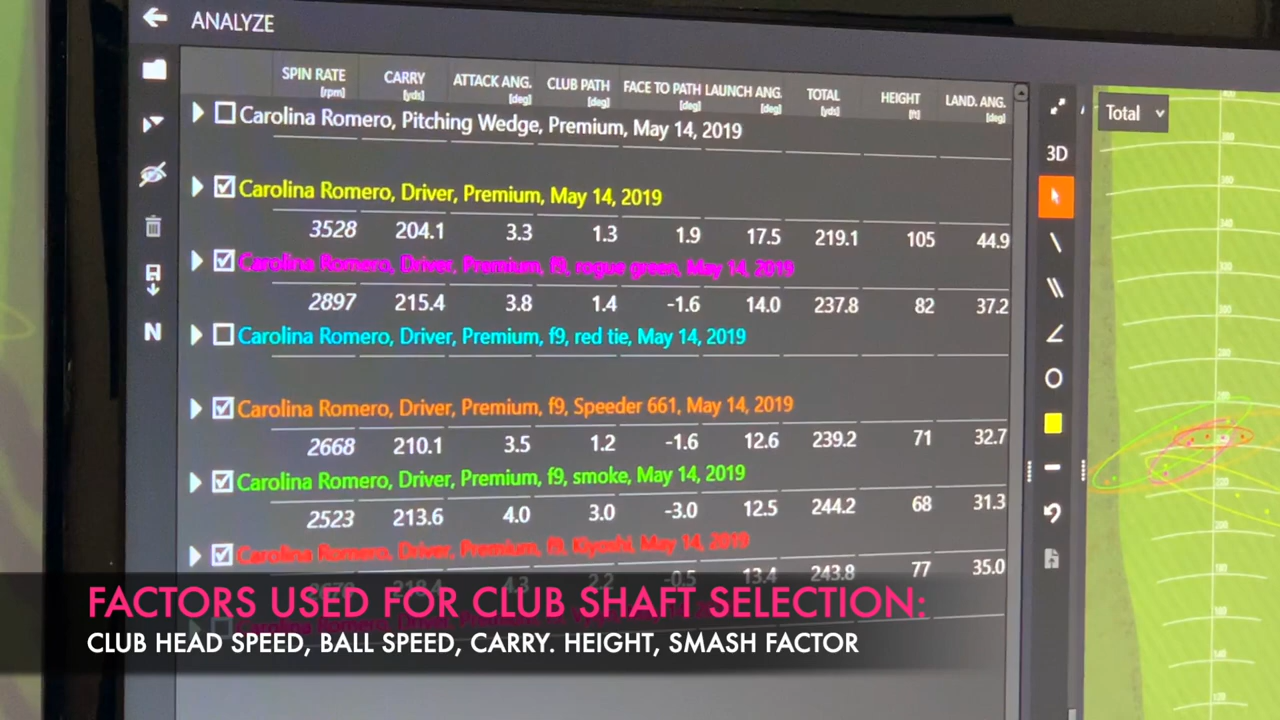 ANALYZE
SPIN RATE CARRY ATTACK ANG. CLUB PATH FACE TO PATH LAUNCH ANG. TOTAL HEIGHT LAND. ANG.
[rpm] [yds] [deg] [deg] [deg] [deg] [yds] [ft] [deg]
Carolina Romero, Pitching Wedge, Premium, May 14, 2019
Carolina Romero, Driver, Premium, May 14, 2019
3528 204.1 3.3 1.3 1.9 17.5 219.1 105 44.9
Carolina Romero, Driver, Premium, f9, rogue green, May 14, 2019
2897 215.4 3.8 1.4 -1.6 14.0 237.8 82 37.2
Carolina Romero, Driver, Premium, f9, red tie, May 14, 2019
Carolina Romero, Driver, Premium, f9, Speeder 661, May 14, 2019
2668 210.1 3.5 1.2 -1.6 12.6 239.2 71 32.7
Carolina Romero, Driver, Premium, f9, smoke, May 14, 2019
2523 213.6 4.0 3.0 -3.0 12.5 244.2 68 31.3
Carolina Romero, Driver, Premium, f9, Kiyoshi, May 14, 2019
218.4 4.3 2.2 -0.5 13.4 243.8 77 35.0
N
3D
Total
FACTORS USED FOR CLUB SHAFT SELECTION:
CLUB HEAD SPEED, BALL SPEED, CARRY. HEIGHT, SMASH FACTOR